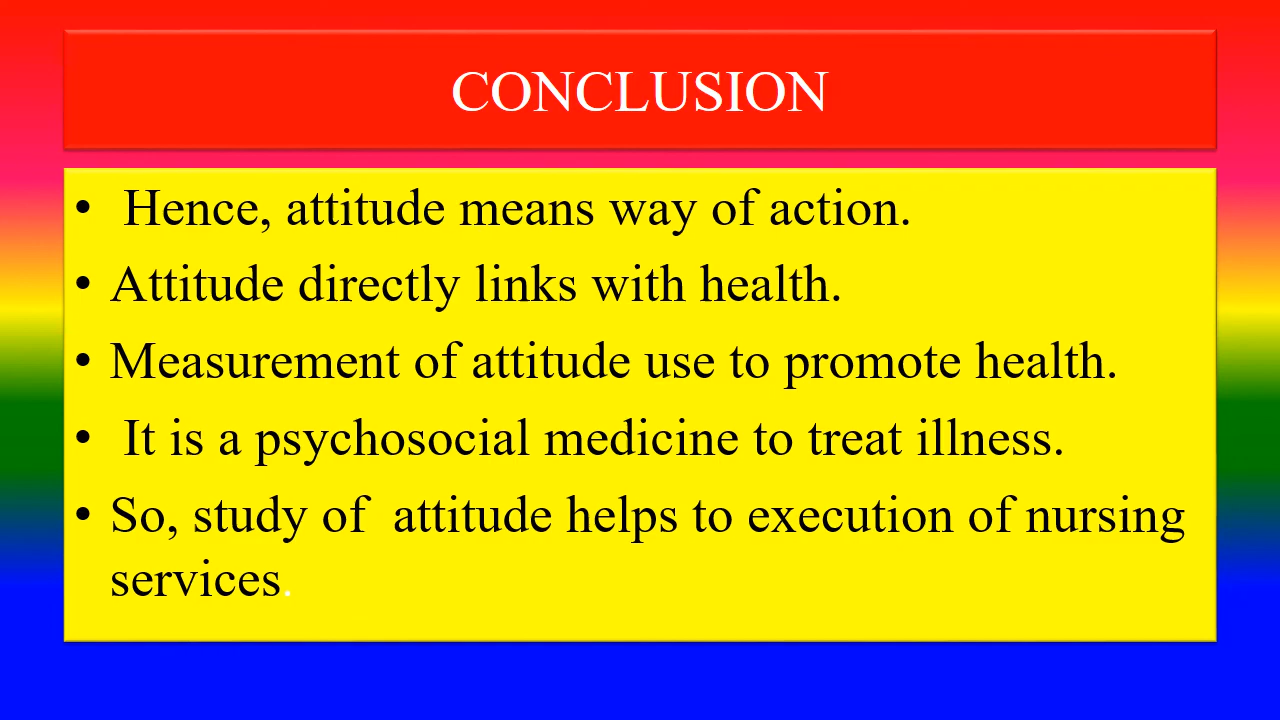 CONCLUSION
• Hence, attitude means way of action.
• Attitude directly links with health.
• Measurement of attitude use to promote health.
• It is a psychosocial medicine to treat illness.
• So, study of  attitude helps to execution of nursing
services.